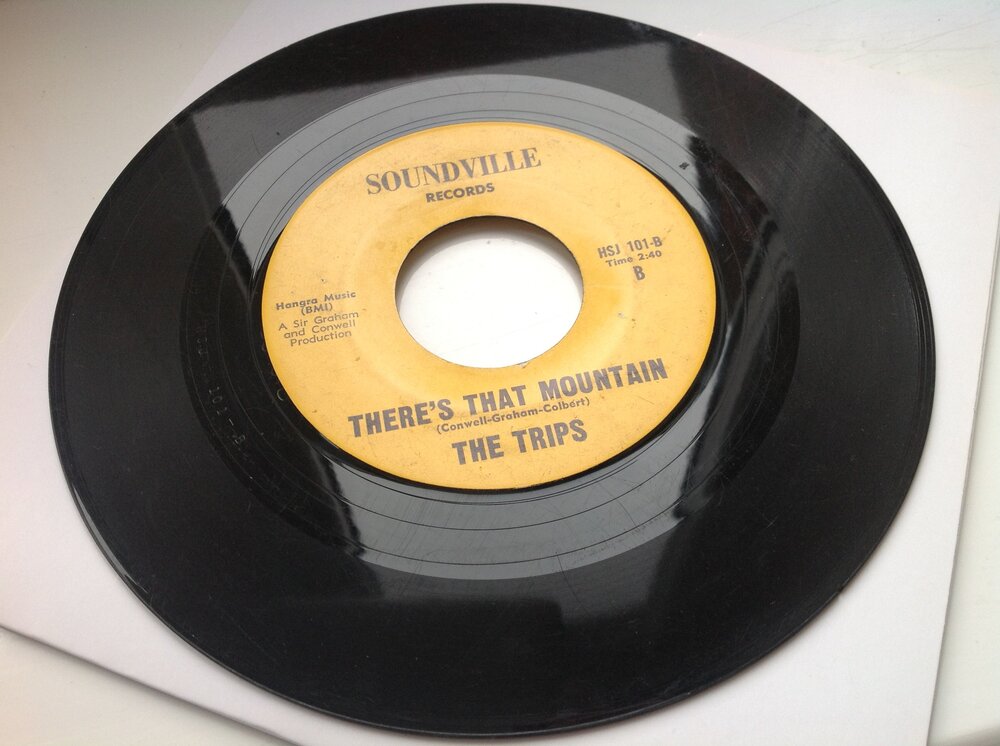 SOUNDVILLE
RECORDS
HSJ 101-B
Time 2:40
B
Hangra Music
(BMI)
A Sir Graham
and Conwell
Production
THERE'S THAT MOUNTAIN
(Conwell-Graham-Colbert)
THE TRIPS